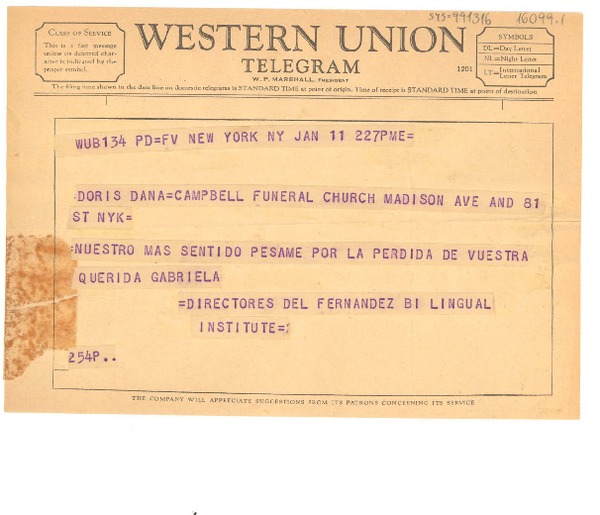 sys=991316 16099.1
CLASS OF SERVICE
This is a fast message
unless its deferred char-
acter is indicated by the
proper symbol.
WESTERN UNION
TELEGRAM
W. P. MARSHALL, PRESIDENT
1201
SYMBOLS
DL=Day Letter
NL=Night Letter
LT=International Letter Telegram
The filing time shown in the date line on domestic telegrams is STANDARD TIME at point of origin. Time of receipt is STANDARD TIME at point of destination
WUB134 PD=FV NEW YORK NY JAN 11 227PME=
:DORIS DANA=CAMPBELL FUNERAL CHURCH MADISON AVE AND 81
ST NYK=
:NUESTRO MAS SENTIDO PESAME POR LA PERDIDA DE VUESTRA
QUERIDA GABRIELA
=DIRECTORES DEL FERNANDEZ BI LINGUAL
INSTITUTE=:
254P..
THE COMPANY WILL APPRECIATE SUGGESTIONS FROM ITS PATRONS CONCERNING ITS SERVICE